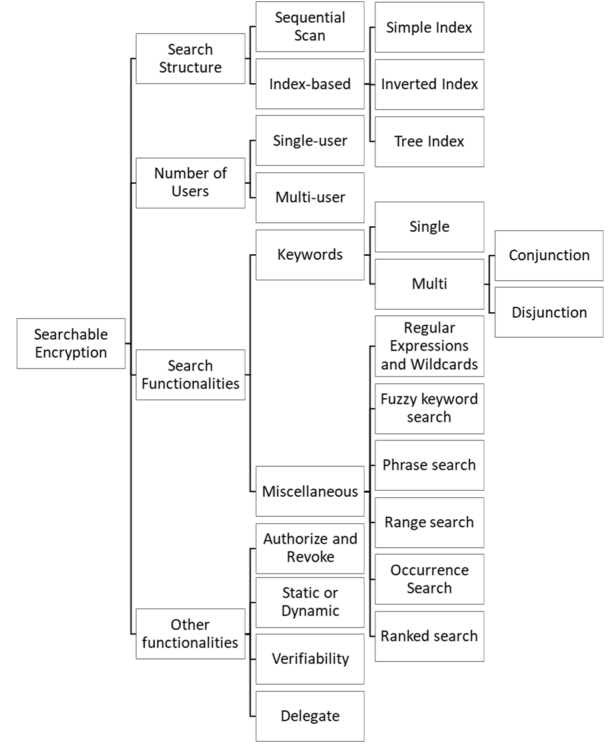 Searchable
Encryption
Search
Structure
Sequential
Scan
Index-based
Simple Index
Inverted Index
Tree Index
Number of
Users
Single-user
Multi-user
Search
Functionalities
Keywords
Single
Multi
Conjunction
Disjunction
Miscellaneous
Regular
Expressions
and Wildcards
Fuzzy keyword
search
Phrase search
Range search
Occurrence
Search
Ranked search
Other
functionalities
Authorize and
Revoke
Static or
Dynamic
Verifiability
Delegate